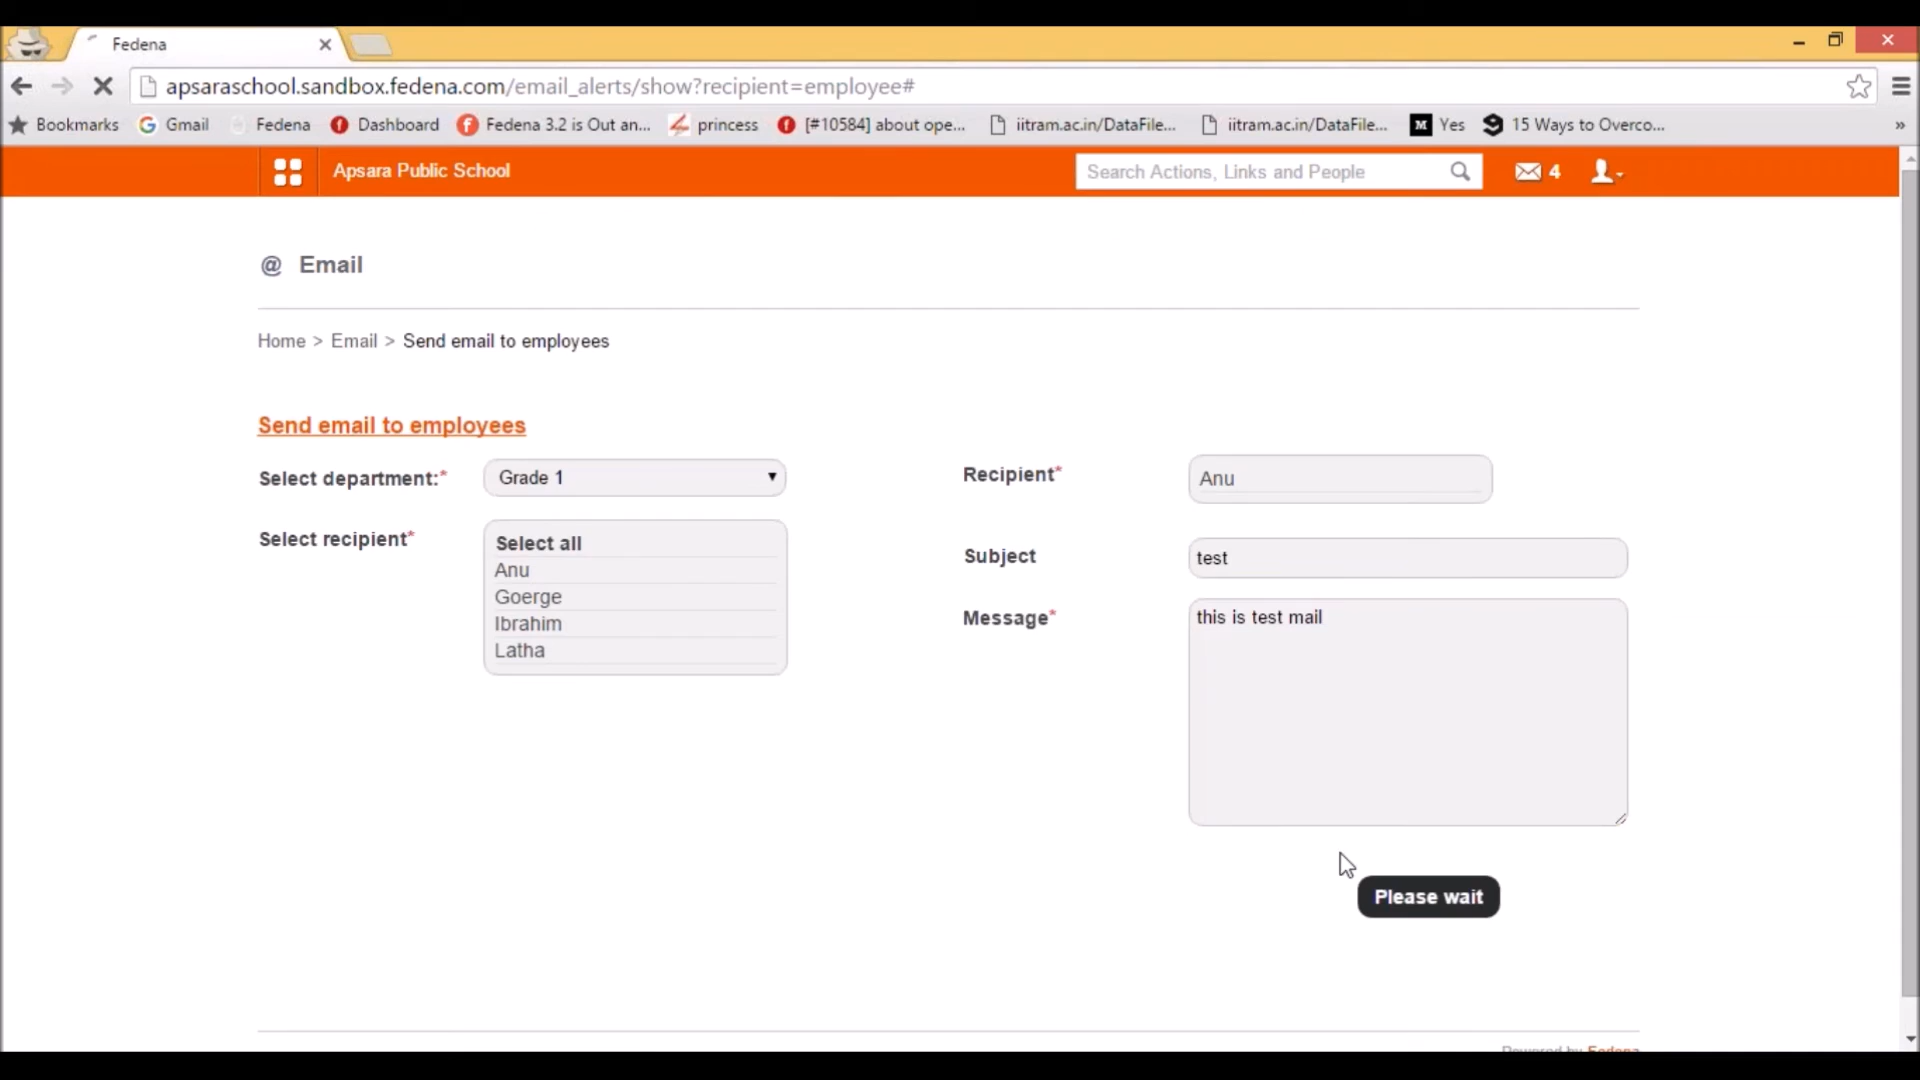 Fedena
apsaraschool.sandbox.fedena.com/email_alerts/show?recipient=employee#
Bookmarks Gmail Fedena Dashboard Fedena 3.2 is Out an... princess [#10584] about ope... iitram.ac.in/DataFile... iitram.ac.in/DataFile... M Yes 15 Ways to Overco... »
Apsara Public School Search Actions, Links and People 4
@ Email
Home > Email > Send email to employees
Send email to employees
Select department:* Grade 1
Recipient* Anu
Select recipient*
Select all
Anu
Goerge
Ibrahim
Latha
Subject test
Message* this is test mail
Please wait
Powered by Fedena